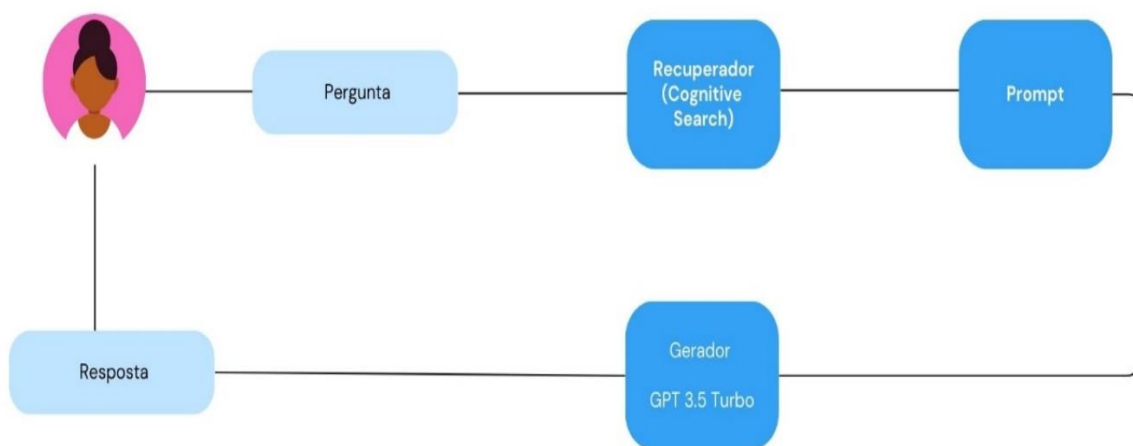 Pergunta
Recuperador
(Cognitive
Search)
Prompt
Resposta
Gerador
GPT 3.5 Turbo